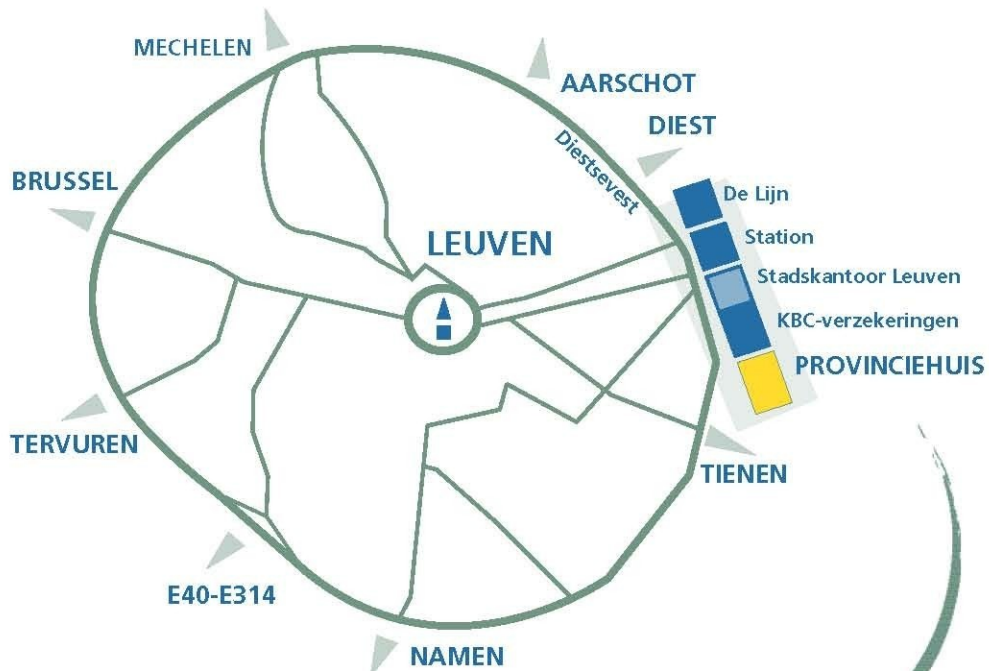 MECHELEN
AARSCHOT
DIEST
Diestsevest
BRUSSEL
De Lijn
LEUVEN
Station
Stadskantoor Leuven
KBC-verzekeringen
PROVINCIEHUIS
TERVUREN
TIENEN
E40-E314
NAMEN